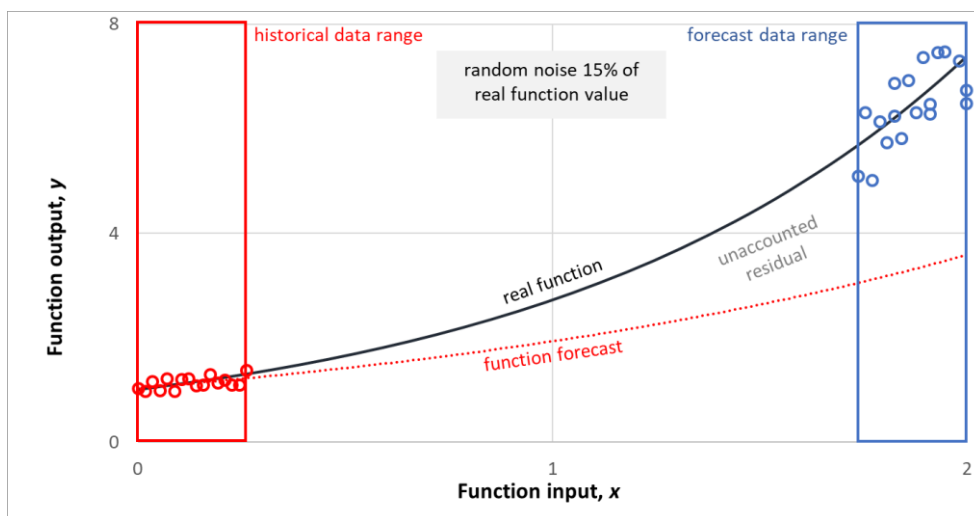 8
historical data range
forecast data range
random noise 15% of
real function value
Function output, y
4
unaccounted
residual
real function
function forecast
0
0
1
2
Function input, x